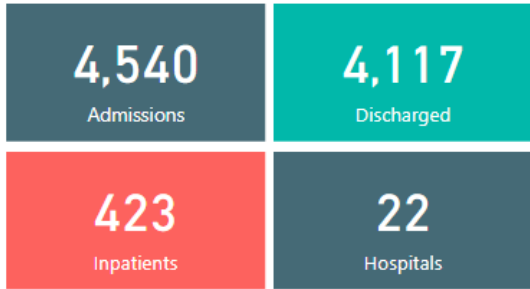 4,540
Admissions
4,117
Discharged
423
Inpatients
22
Hospitals